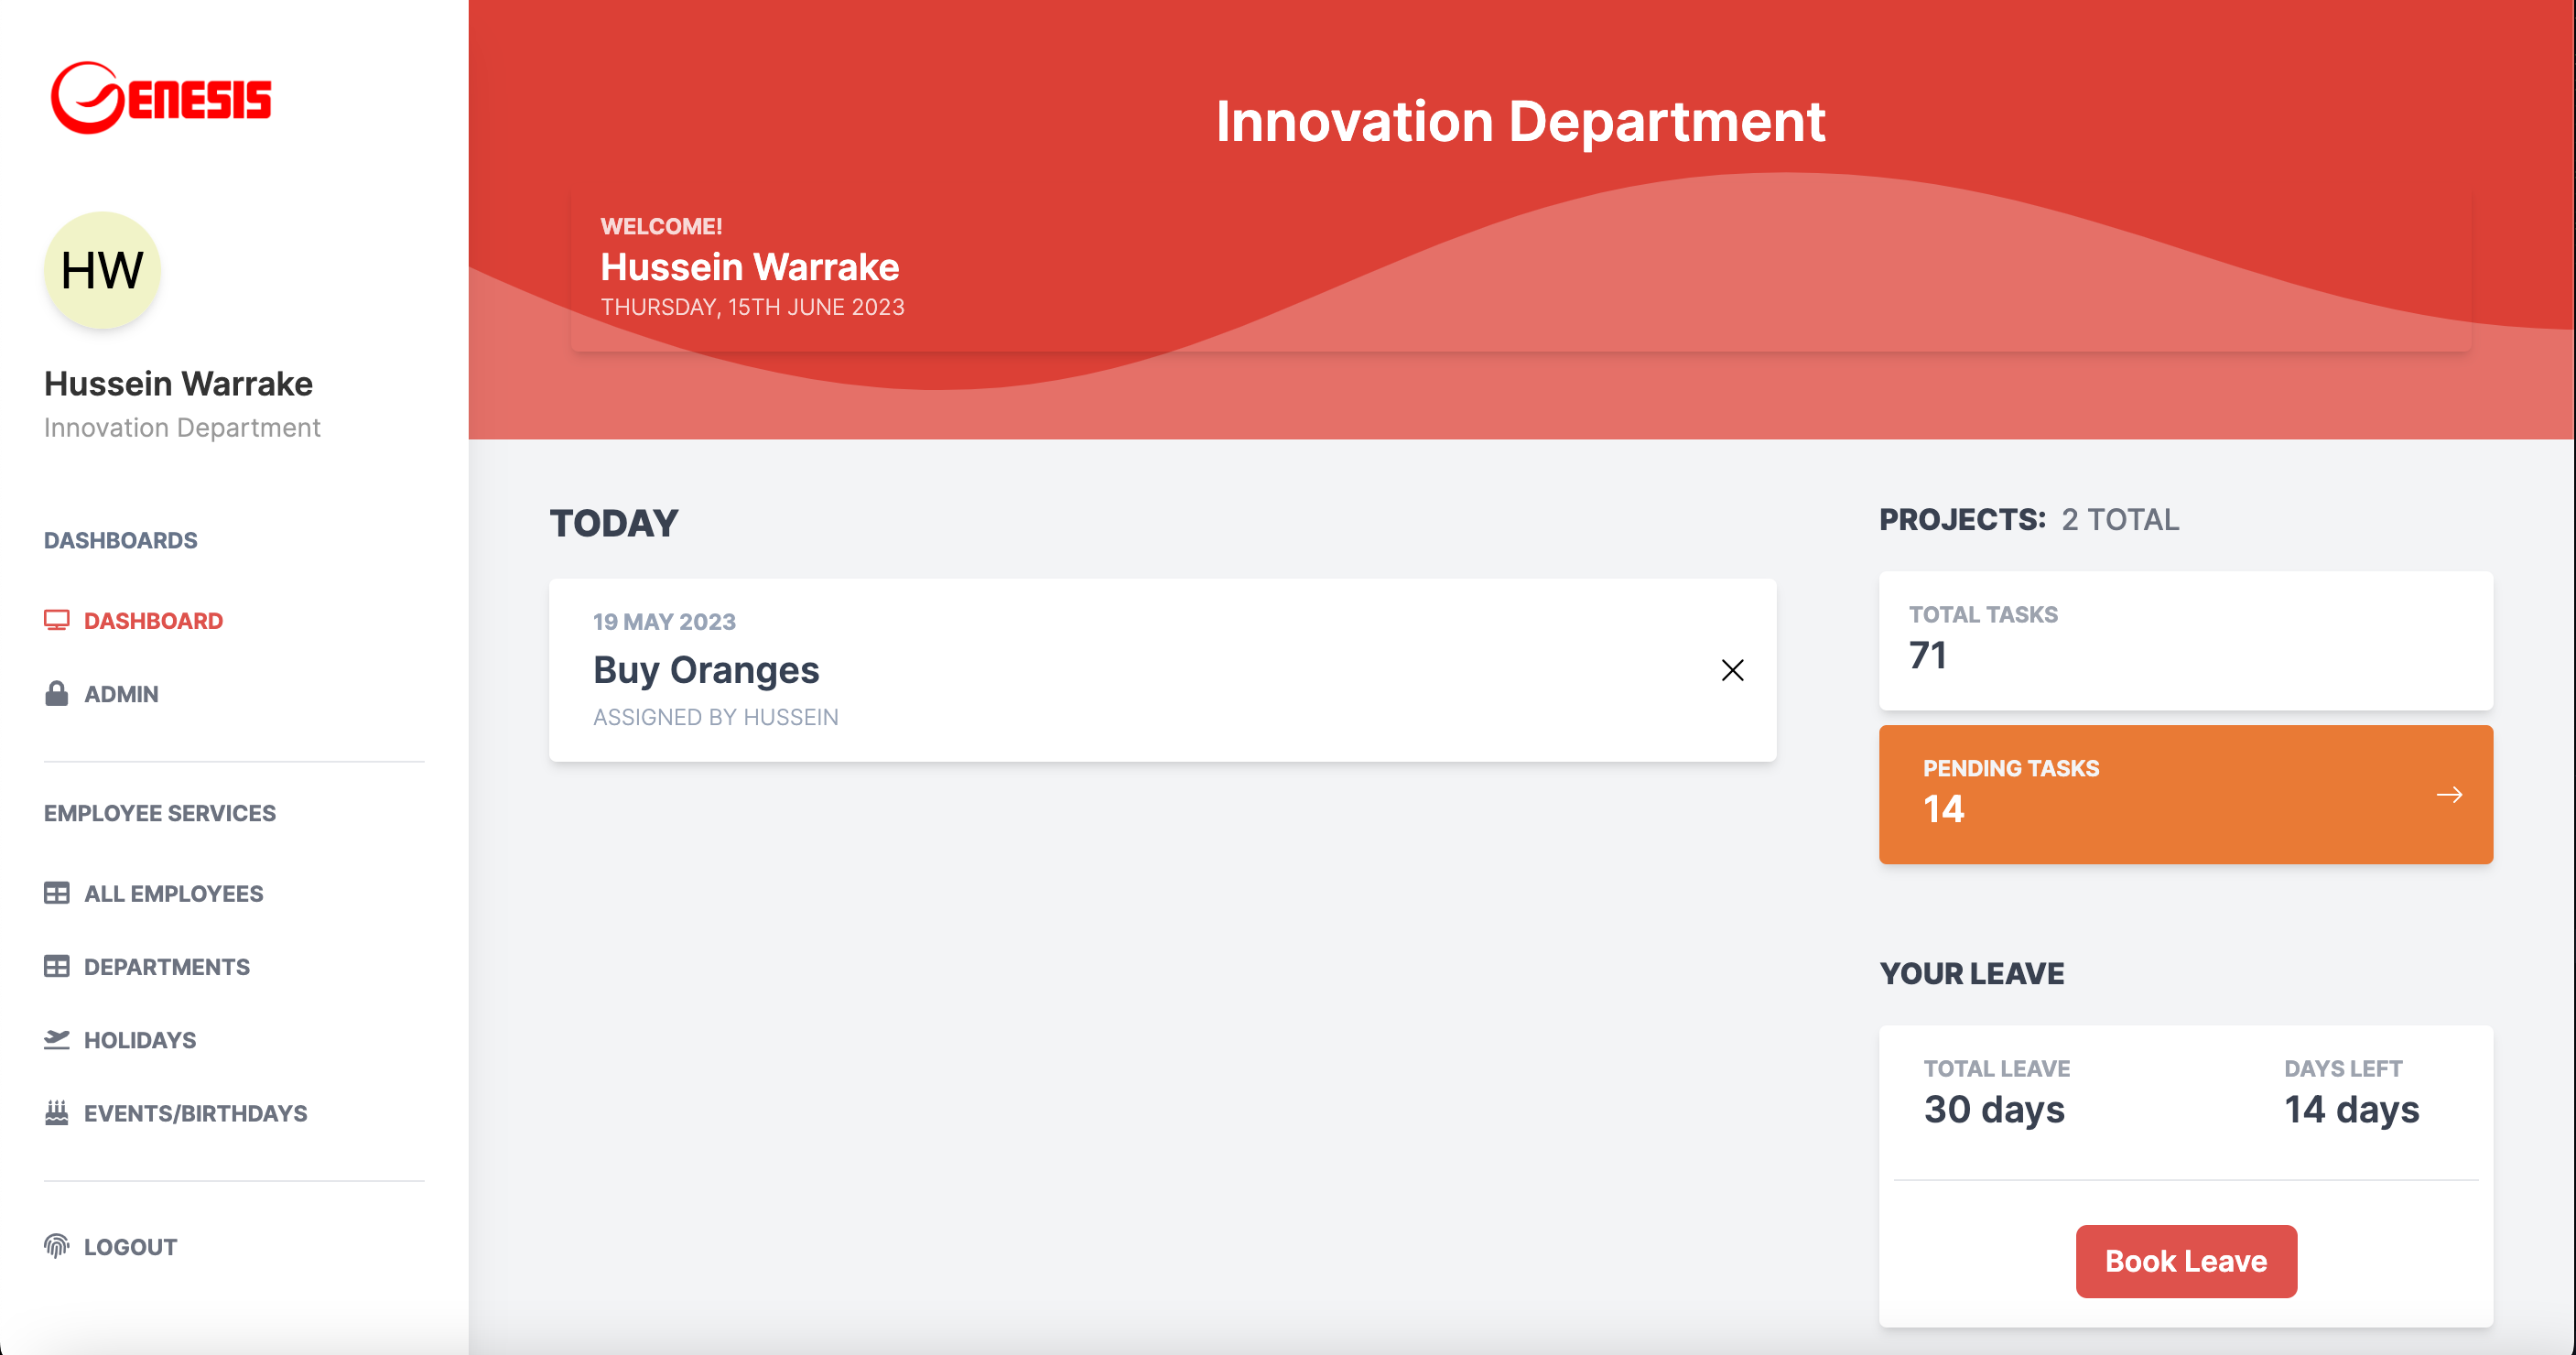 GENESIS
HW
Hussein Warrake
Innovation Department
DASHBOARDS
DASHBOARD
ADMIN
EMPLOYEE SERVICES
ALL EMPLOYEES
DEPARTMENTS
HOLIDAYS
EVENTS/BIRTHDAYS
LOGOUT
Innovation Department
WELCOME!
Hussein Warrake
THURSDAY, 15TH JUNE 2023
TODAY
19 MAY 2023
Buy Oranges
ASSIGNED BY HUSSEIN
PROJECTS: 2 TOTAL
TOTAL TASKS
71
PENDING TASKS
14
YOUR LEAVE
TOTAL LEAVE
30 days
DAYS LEFT
14 days
Book Leave